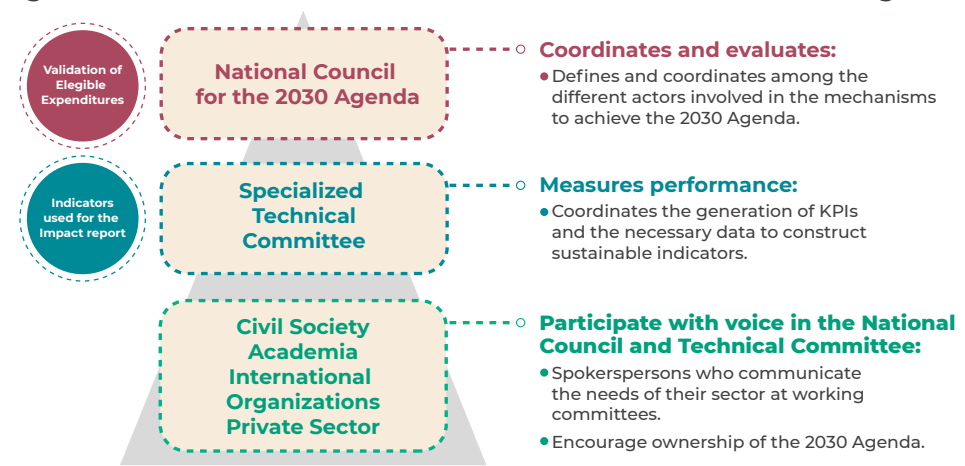 Validation of
Elegible
Expenditures
National Council
for the 2030 Agenda
Coordinates and evaluates:
• Defines and coordinates among the
different actors involved in the mechanisms
to achieve the 2030 Agenda.
Indicators
used for the
Impact report
Specialized
Technical
Committee
Measures performance:
• Coordinates the generation of KPIs
and the necessary data to construct
sustainable indicators.
Civil Society
Academia
International
Organizations
Private Sector
Participate with voice in the National
Council and Technical Committee:
• Spokerspersons who communicate
the needs of their sector at working
committees.
• Encourage ownership of the 2030 Agenda.